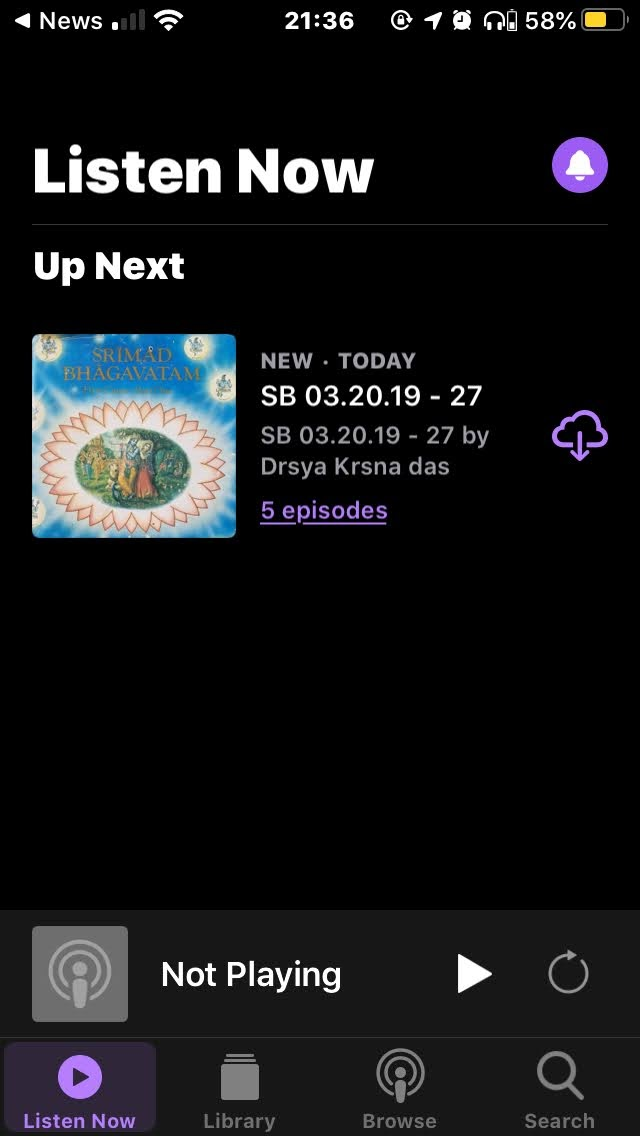 News
21:36
58%
Listen Now
Up Next
SRĪMAD
BHĀGAVATAM
NEW · TODAY
SB 03.20.19 - 27
SB 03.20.19 - 27 by
Drsya Krsna das
5 episodes
Not Playing
Listen Now
Library
Browse
Search